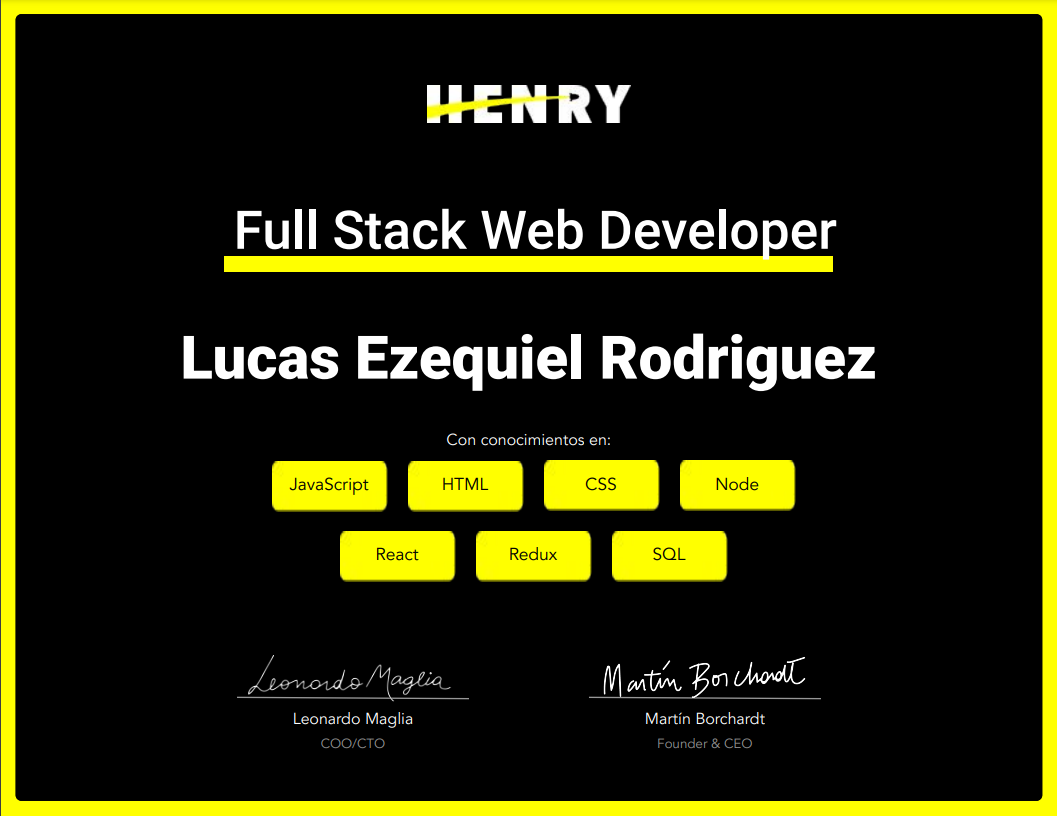 HENRY
Full Stack Web Developer
Lucas Ezequiel Rodriguez
Con conocimientos en:
JavaScript HTML CSS Node
React Redux SQL
Leonardo Maglia Martín Borchardt
Leonardo Maglia Martín Borchardt
COO/CTO Founder & CEO